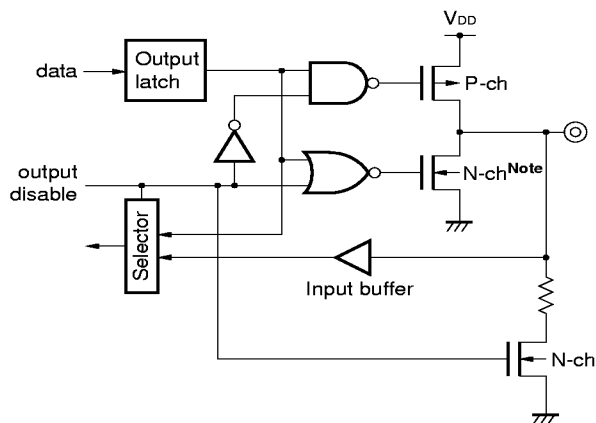 VDD
data
Output
latch
P-ch
output
disable
N-chNote
Selector
Input buffer
N-ch